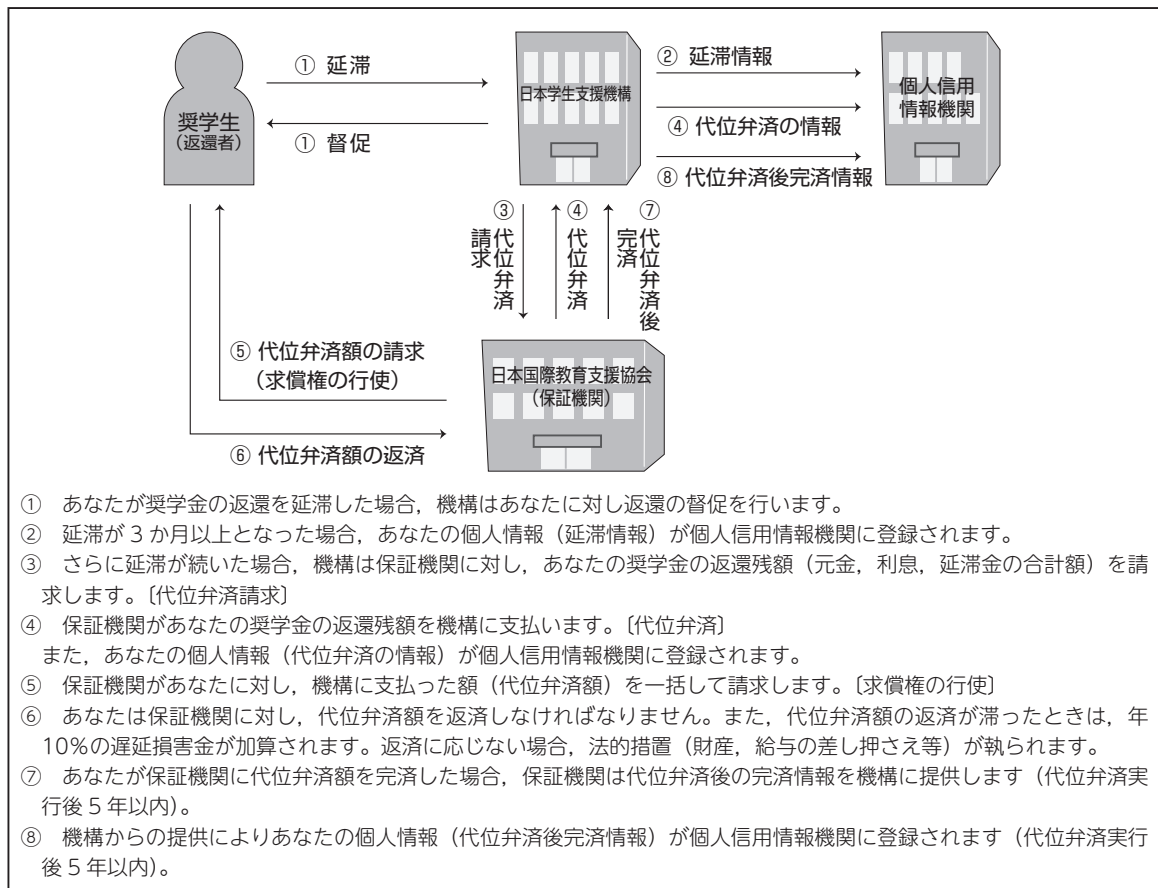 ① 延滞
① 督促
奨学生
（返還者）
日本学生支援機構
② 延滞情報
④ 代位弁済の情報
⑧ 代位弁済後完済情報
個人信用
情報機関
③代位弁済
請求
④代位弁済
⑦代位弁済後
完済
⑤ 代位弁済額の請求
（求償権の行使）
⑥ 代位弁済額の返済
日本国際教育支援協会
（保証機関）
① あなたが奨学金の返還を延滞した場合，機構はあなたに対し返還の督促を行います。
② 延滞が 3 か月以上となった場合，あなたの個人情報（延滞情報）が個人信用情報機関に登録されます。
③ さらに延滞が続いた場合，機構は保証機関に対し，あなたの奨学金の返還残額（元金，利息，延滞金の合計額）を請
求します。〔代位弁済請求〕
④ 保証機関があなたの奨学金の返還残額を機構に支払います。〔代位弁済〕
また，あなたの個人情報（代位弁済の情報）が個人信用情報機関に登録されます。
⑤ 保証機関があなたに対し，機構に支払った額（代位弁済額）を一括して請求します。〔求償権の行使〕
⑥ あなたは保証機関に対し，代位弁済額を返済しなければなりません。また，代位弁済額の返済が滞ったときは，年
10％の遅延損害金が加算されます。返済に応じない場合，法的措置（財産，給与の差し押さえ等）が執られます。
⑦ あなたが保証機関に代位弁済額を完済した場合，保証機関は代位弁済後の完済情報を機構に提供します（代位弁済実
行後 5 年以内）。
⑧ 機構からの提供によりあなたの個人情報（代位弁済後完済情報）が個人信用情報機関に登録されます（代位弁済実行
後 5 年以内）。